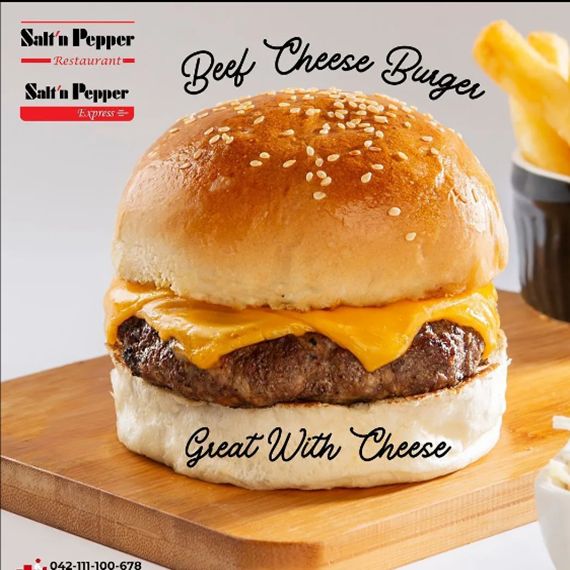 Salt'n Pepper
Restaurant
Salt'n Pepper
Express
Beef Cheese Burger
Great With Cheese
042-111-100-678